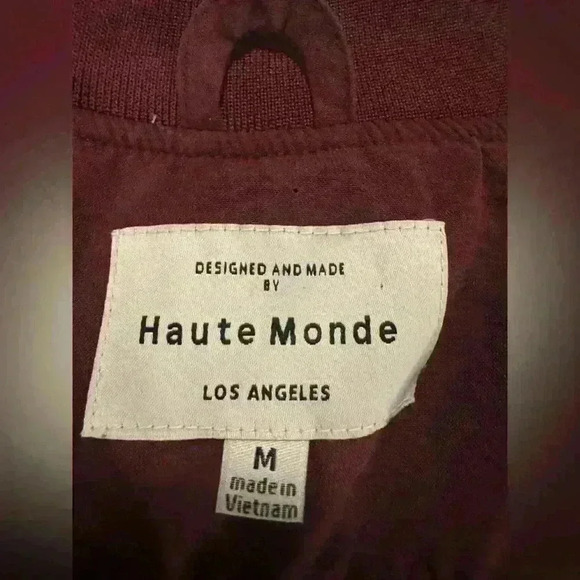 DESIGNED AND MADE
BY
Haute Monde
LOS ANGELES
M
made in
Vietnam